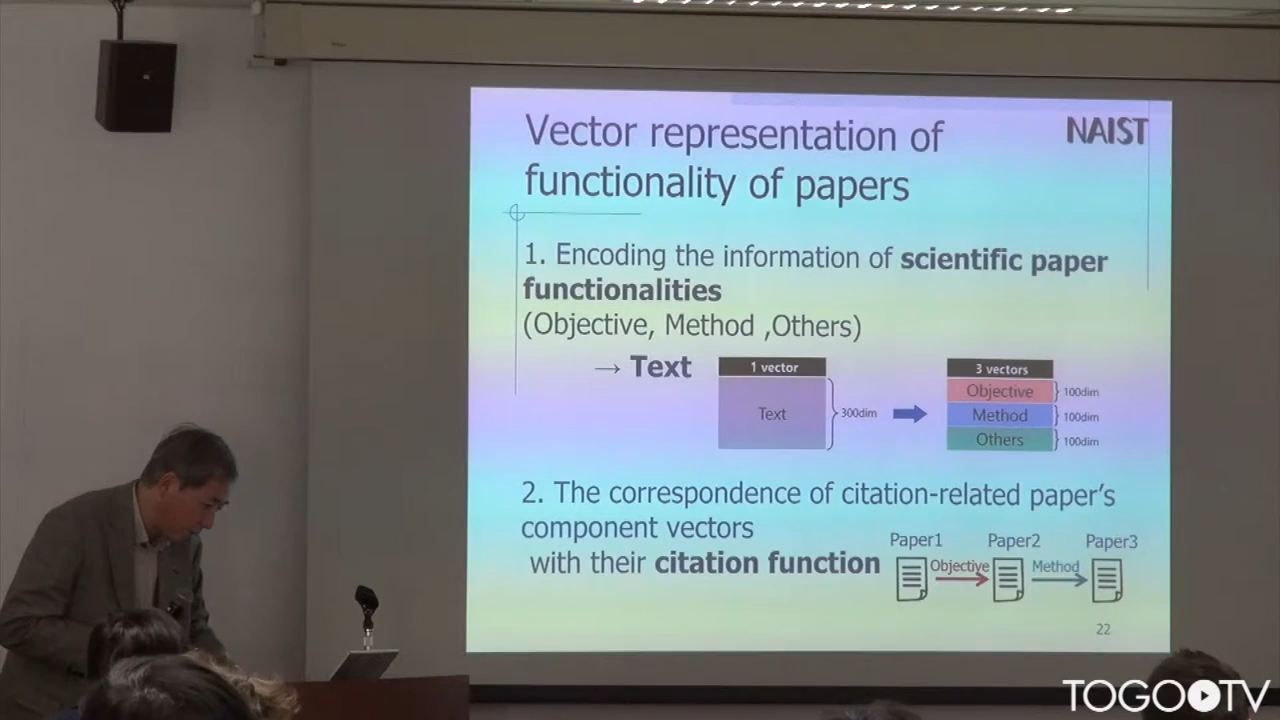 Vector representation of
functionality of papers
NAIST
1. Encoding the information of scientific paper
functionalities
(Objective, Method ,Others)
→ Text
1 vector
Text
300dim
3 vectors
Objective
100dim
Method
100dim
Others
100dim
2. The correspondence of citation-related paper's
component vectors
with their citation function
Paper1
Paper2
Paper3
Objective
Method
22
TOGOTV